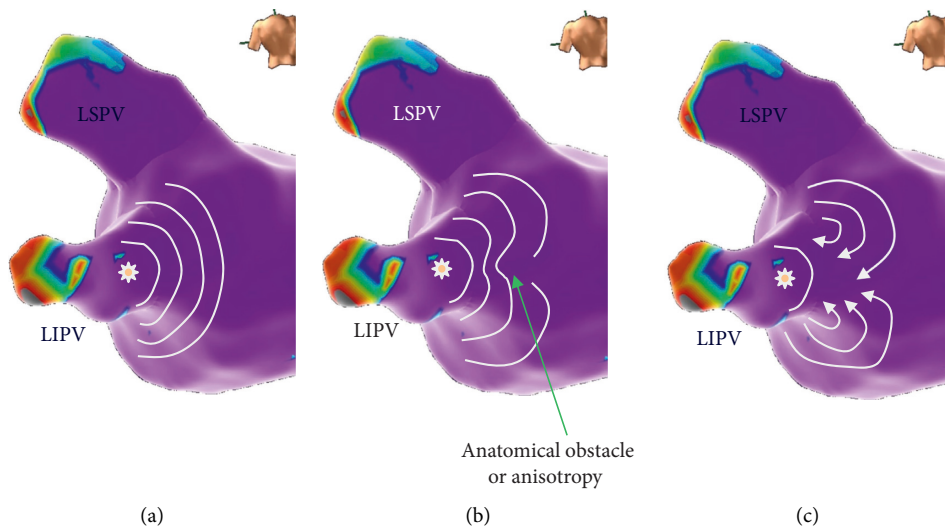 LSPV
LSPV
LSPV
LIPV
LIPV
LIPV
Anatomical obstacle
or anisotropy
(a)
(b)
(c)